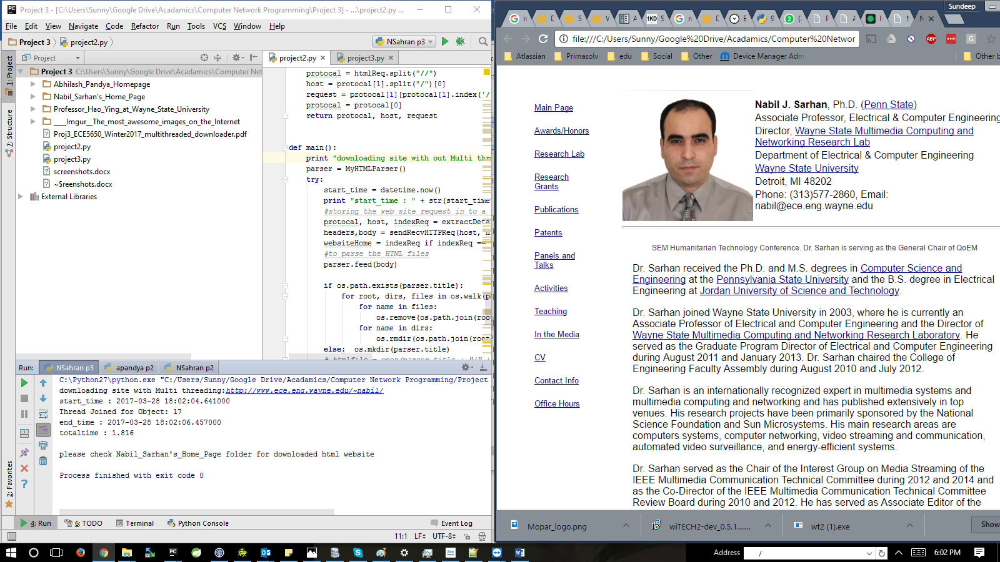 Project 3 - [C:\Users\Sunny\Google Drive\Acadamics\Computer Network Programming\Project 3] - ...\project2.py ...
File Edit View Navigate Code Refactor Run Tools VCS Window Help
Project 3 project2.py
NSahran p3
Project
project2.py
project3.py
1: Project
7: Structure
2: Favorites
Project 3 C:\Users\Sunny\Google Drive\Acadamics\Computer Net
Abhilash_Pandya_Homepage
Nabil_Sarhan's_Home_Page
Professor_Hao_Ying_at_Wayne_State_University
___Imgur__The_most_awesome_images_on_the_Internet
Proj3_ECE5650_Winter2017_multithreaded_downloader.pdf
project2.py
project3.py
screenshots.docx
~$reenshots.docx
External Libraries
protocal = htmlReq.split("//")
host = protocal[1].split("/")[0]
request = protocal[1][protocal[1].index('/
protocal = protocal[0]
return protocal, host, request
def main():
print "downloading site with out Multi thr
parser = MyHTMLParser()
try:
start_time = datetime.now()
print "start_time : " + str(start_time
#storing the web site request in to a
protocal, host, indexReq = extractDeta
headers,body = sendRecvHTTPReq(host,
websiteHome = indexReq if indexReq ==
#to parse the HTML files
parser.feed(body)
if os.path.exists(parser.title):
for root, dirs, files in os.walk(p
for name in files:
os.remove(os.path.join(roo
for name in dirs:
os.rmdir(os.path.join(root
else: os.mkdir(parser.title)
Run: NSahran p3 apandya p2 NSahran p2
C:\Python27\python.exe "C:/Users/Sunny/Google Drive/Acadamics/Computer Network Programming/Project
downloading site with Multi threading:http://www.ece.eng.wayne.edu/~nabil/
start_time : 2017-03-28 18:02:04.641000
Thread Joined for Object: 17
end_time : 2017-03-28 18:02:06.457000
totaltime : 1.816
please check Nabil_Sarhan's_Home_Page folder for downloaded html website
Process finished with exit code 0
4: Run 6: TODO Terminal Python Console Event Log
11:1 LF UTF-8
Sundeep
file:///C:/Users/Sunny/Google%20Drive/Acadamics/Computer%20Networ
ABP
Atlassian Primasolv edu Social Other Device Manager Adm Other b
Main Page
Awards/Honors
Research Lab
Research
Grants
Publications
Patents
Panels and
Talks
Activities
Teaching
In the Media
CV
Contact Info
Office Hours
Nabil J. Sarhan, Ph.D. (Penn State)
Associate Professor, Electrical & Computer Engineering
Director, Wayne State Multimedia Computing and
Networking Research Lab
Department of Electrical & Computer Engineering
Wayne State University
Detroit, MI 48202
Phone: (313)577-2860, Email:
nabil@ece.eng.wayne.edu
SEM Humanitarian Technology Conference. Dr. Sarhan is serving as the General Chair of QoEM
Dr. Sarhan received the Ph.D. and M.S. degrees in Computer Science and
Engineering at the Pennsylvania State University and the B.S. degree in Electrical
Engineering at Jordan University of Science and Technology.
Dr. Sarhan joined Wayne State University in 2003, where he is currently an
Associate Professor of Electrical and Computer Engineering and the Director of
Wayne State Multimedia Computing and Networking Research Laboratory. He
served as the Graduate Program Director of Electrical and Computer Engineering
during August 2011 and January 2013. Dr. Sarhan chaired the College of
Engineering Faculty Assembly during August 2010 and July 2012.
Dr. Sarhan is an internationally recognized expert in multimedia systems and
multimedia computing and networking and has published extensively in top
venues. His research projects have been primarily sponsored by the National
Science Foundation and Sun Microsystems. His main research areas are
computers systems, computer networking, video streaming and communication,
automated video surveillance, and energy-efficient systems.
Dr. Sarhan served as the Chair of the Interest Group on Media Streaming of the
IEEE Multimedia Communication Technical Committee during 2012 and 2014 and
as the Co-Director of the IEEE Multimedia Communication Technical Committee
Review Board during 2010 and 2012. He has served as Associate Editor of the
Mopar_logo.png wiTECH2-dev_0.5.1....... wt2 (1).exe Show
Address / 6:02 PM